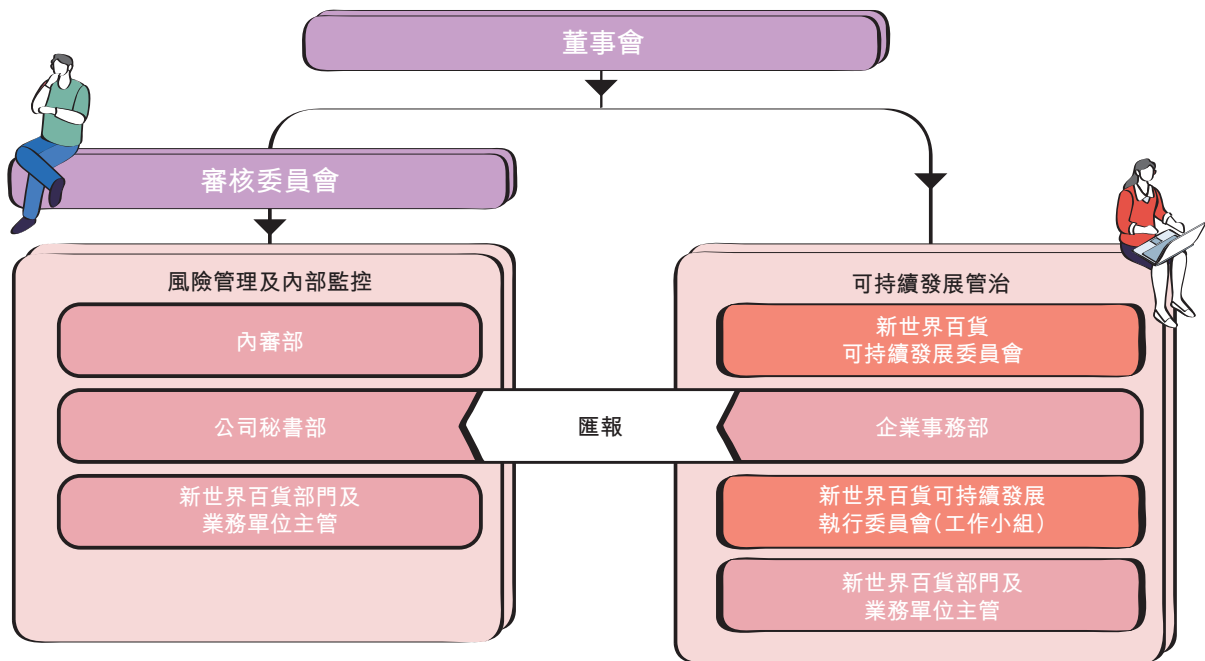 董事會
審核委員會
風險管理及內部監控
內審部
公司秘書部
新世界百貨部門及
業務單位主管
匯報
可持續發展管治
新世界百貨
可持續發展委員會
企業事務部
新世界百貨可持續發展
執行委員會(工作小組)
新世界百貨部門及
業務單位主管